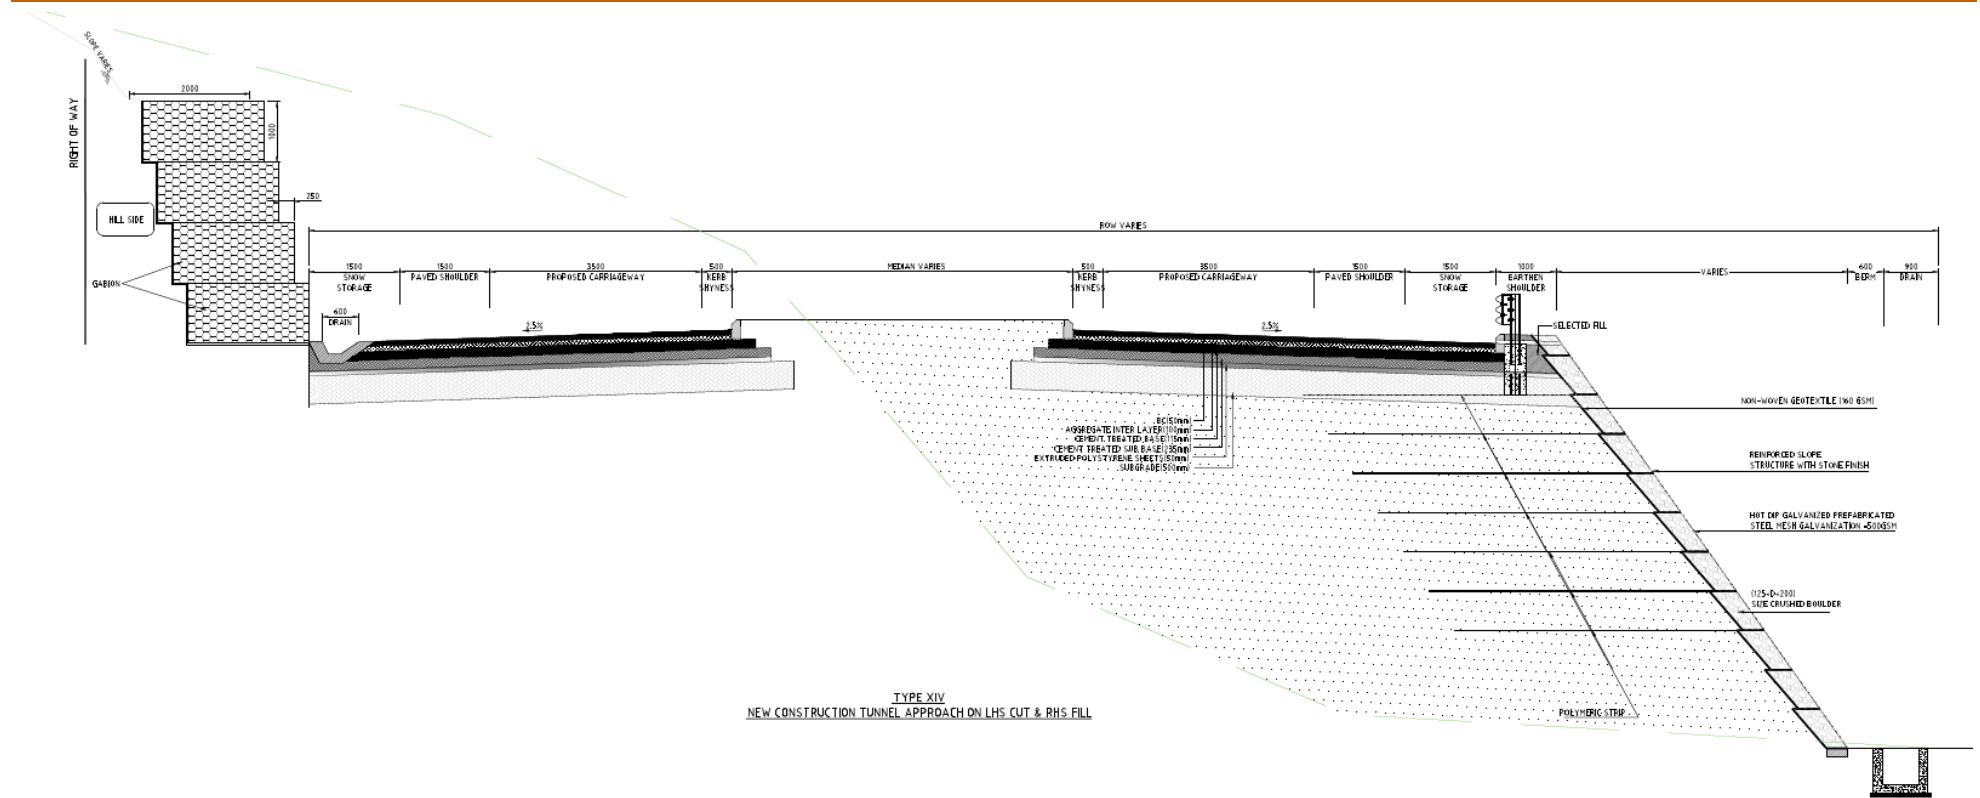 SLOPE VARIES
RIGHT OF WAY
2000
1000
250
HILL SIDE
GABION
ROW VARIES
1500
SNOW
STORAGE
1500
PAVED SHOULDER
3500
PROPOSED CARRIAGEWAY
500
KERB
SHYNESS
MEDIAN VARIES
500
KERB
SHYNESS
3500
PROPOSED CARRIAGEWAY
1500
PAVED SHOULDER
1500
SNOW
STORAGE
1000
EARTHEN
SHOULDER
VARIES
600
BERM
900
DRAIN
600
DRAIN
2.5%
2.5%
SELECTED FILL
BC(50mm)
AGGREGATE INTER LAYER(100mm)
CEMENT TREATED BASE(115mm)
CEMENT TREATED SUB BASE(255mm)
EXTRUDED POLYSTYRENE SHEETS(50mm)
SUBGRADE(500mm)
NON-WOVEN GEOTEXTILE (160 GSM)
REINFORCED SLOPE
STRUCTURE WITH STONE FINISH
HOT DIP GALVANIZED PREFABRICATED
STEEL MESH GALVANIZATION =500GSM
(125<D<200)
SIZE CRUSHED BOULDER
POLYMERIC STRIP
TYPE XIV
NEW CONSTRUCTION TUNNEL APPROACH ON LHS CUT & RHS FILL